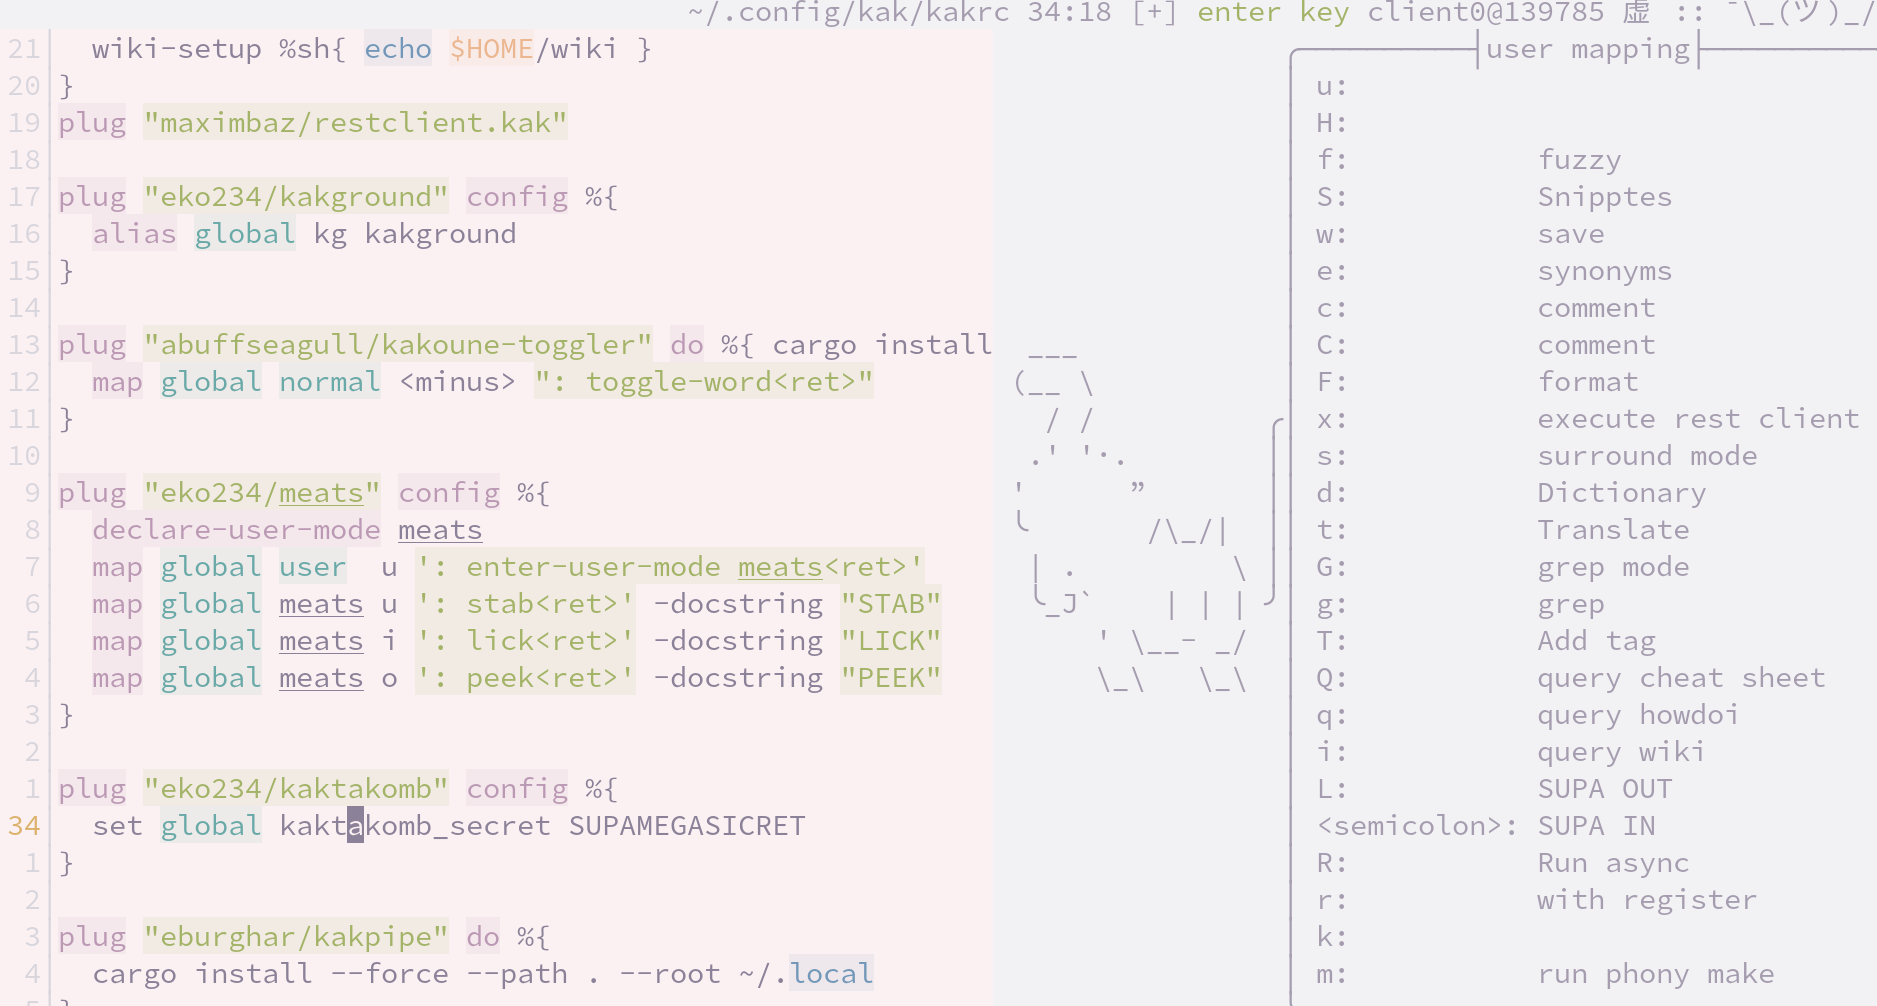 ~/.config/kak/kakrc 34:18 [+] enter key client0@139785 虚 :: ¯\_(ツ)_/
21 wiki-setup %sh{ echo $HOME/wiki }
20 }
19 plug "maximbaz/restclient.kak"
18
17 plug "eko234/kakground" config %{
16 alias global kg kakground
15 }
14
13 plug "abuffseagull/kakoune-toggler" do %{ cargo install
12 map global normal <minus> ": toggle-word<ret>"
11 }
10
9 plug "eko234/meats" config %{
8 declare-user-mode meats
7 map global user u ': enter-user-mode meats<ret>'
6 map global meats u ': stab<ret>' -docstring "STAB"
5 map global meats i ': lick<ret>' -docstring "LICK"
4 map global meats o ': peek<ret>' -docstring "PEEK"
3 }
2
1 plug "eko234/kaktakomb" config %{
34 set global kaktakomb_secret SUPAMEGASICRET
1 }
2
3 plug "eburghar/kakpipe" do %{
4 cargo install --force --path . --root ~/.local
user mapping
u:
H:
f: fuzzy
S: Snipptes
w: save
e: synonyms
c: comment
C: comment
F: format
x: execute rest client
s: surround mode
d: Dictionary
t: Translate
G: grep mode
g: grep
T: Add tag
Q: query cheat sheet
q: query howdoi
i: query wiki
L: SUPA OUT
<semicolon>: SUPA IN
R: Run async
r: with register
k:
m: run phony make